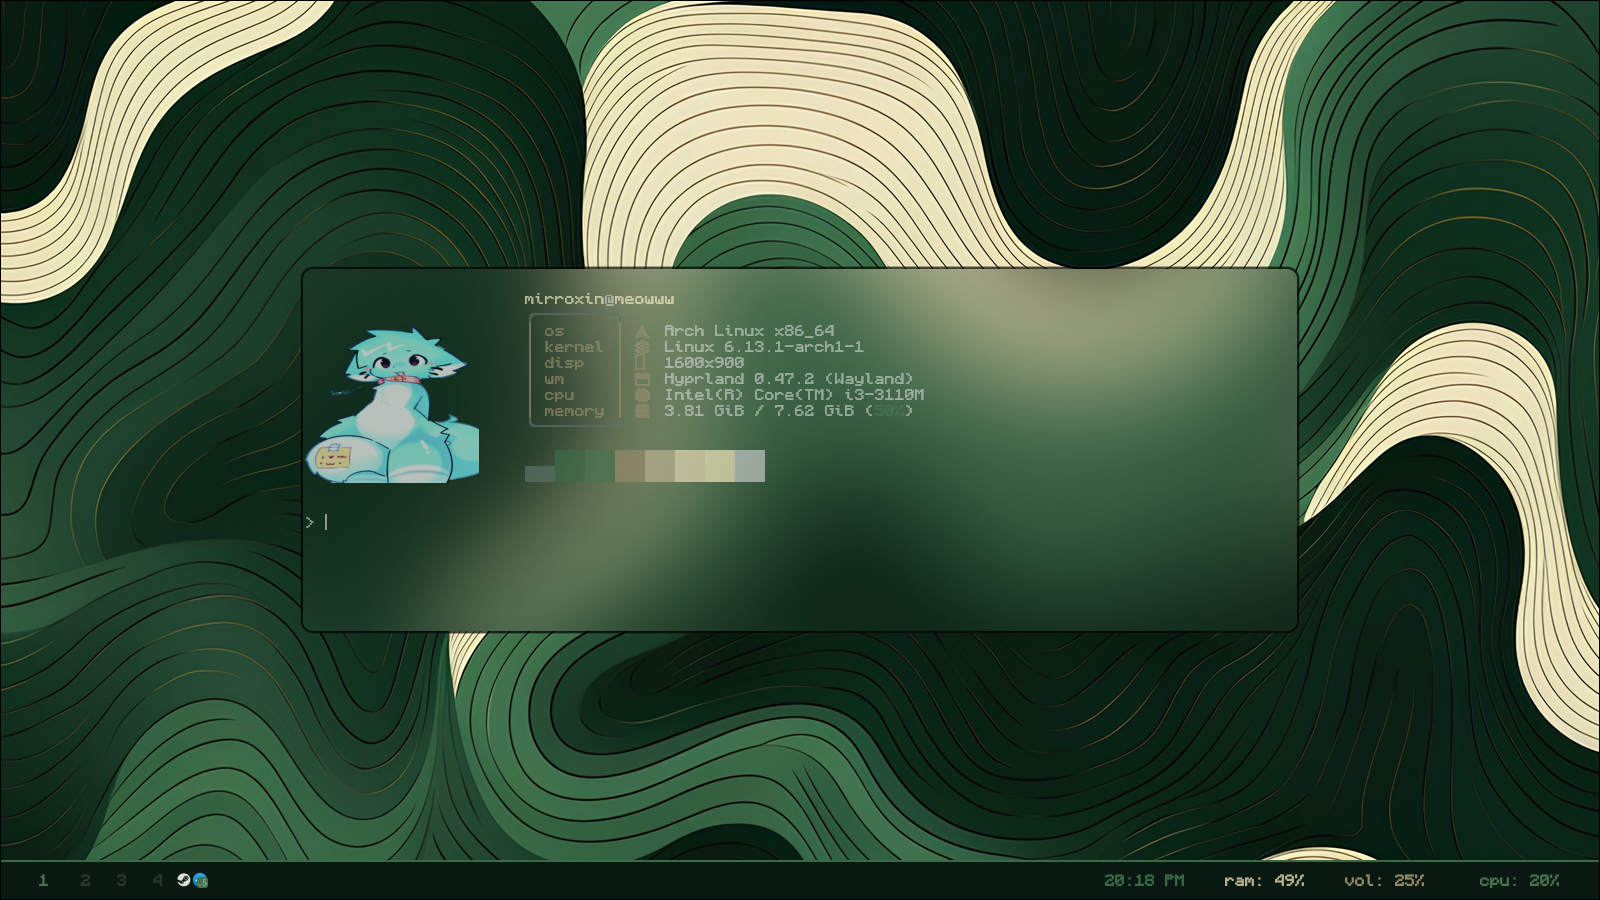 mirroxin@meowww
os Arch Linux x86_64
kernel Linux 6.13.1-arch1-1
disp 1600x900
wm Hyprland 0.47.2 (Wayland)
cpu Intel(R) Core(TM) i3-3110M
memory 3.81 GiB / 7.62 GiB (50%)
>
1 2 3 4 20:18 PM ram: 49% vol: 25% cpu: 20%